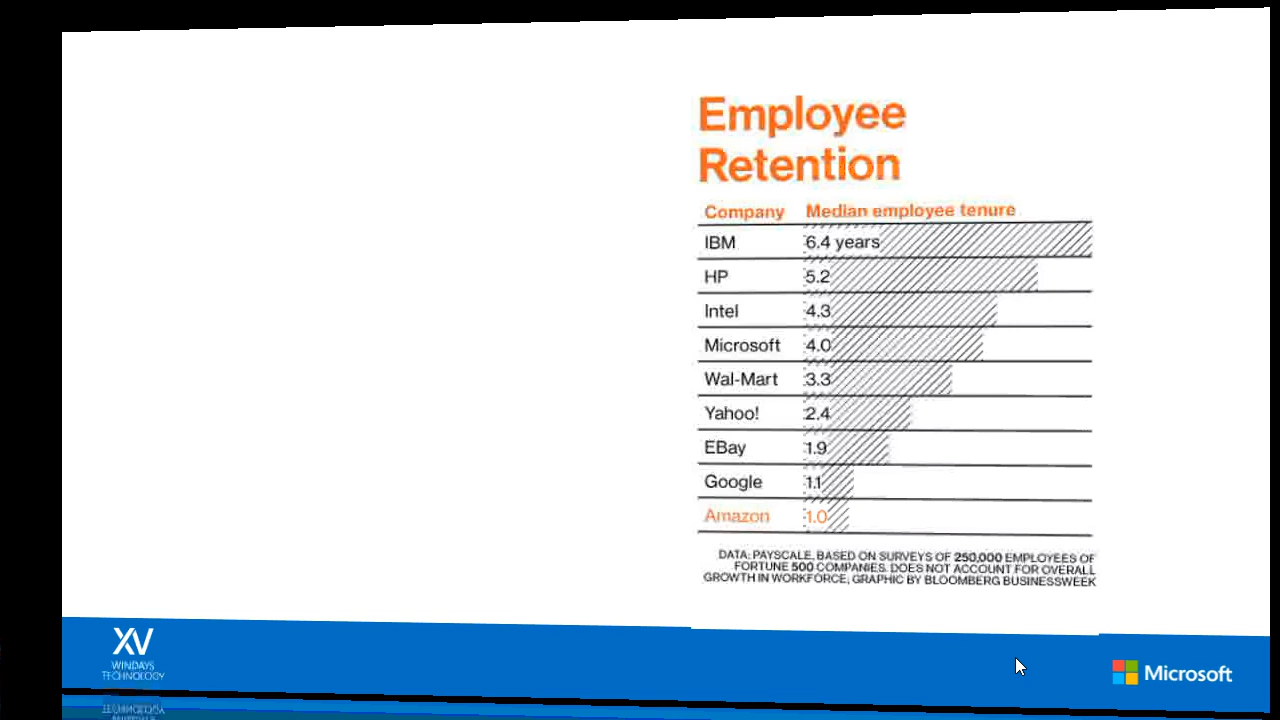 Employee
Retention
Company Median employee tenure
IBM 6.4 years
HP 5.2
Intel 4.3
Microsoft 4.0
Wal-Mart 3.3
Yahoo! 2.4
EBay 1.9
Google 1.1
Amazon 1.0
DATA: PAYSCALE, BASED ON SURVEYS OF 250,000 EMPLOYEES OF
FORTUNE 500 COMPANIES. DOES NOT ACCOUNT FOR OVERALL
GROWTH IN WORKFORCE, GRAPHIC BY BLOOMBERG BUSINESSWEEK
XV
WINDAYS
TECHNOLOGY
Microsoft
TECHNOLOGY